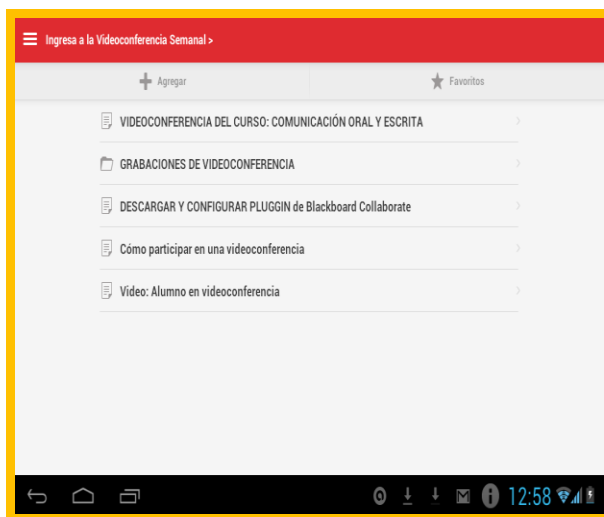 Ingresa a la Videoconferencia Semanal >
Agregar
Favoritos
VIDEOCONFERENCIA DEL CURSO: COMUNICACIÓN ORAL Y ESCRITA
GRABACIONES DE VIDEOCONFERENCIA
DESCARGAR Y CONFIGURAR PLUGGIN de Blackboard Collaborate
Cómo participar en una videoconferencia
Video: Alumno en videoconferencia
12:58